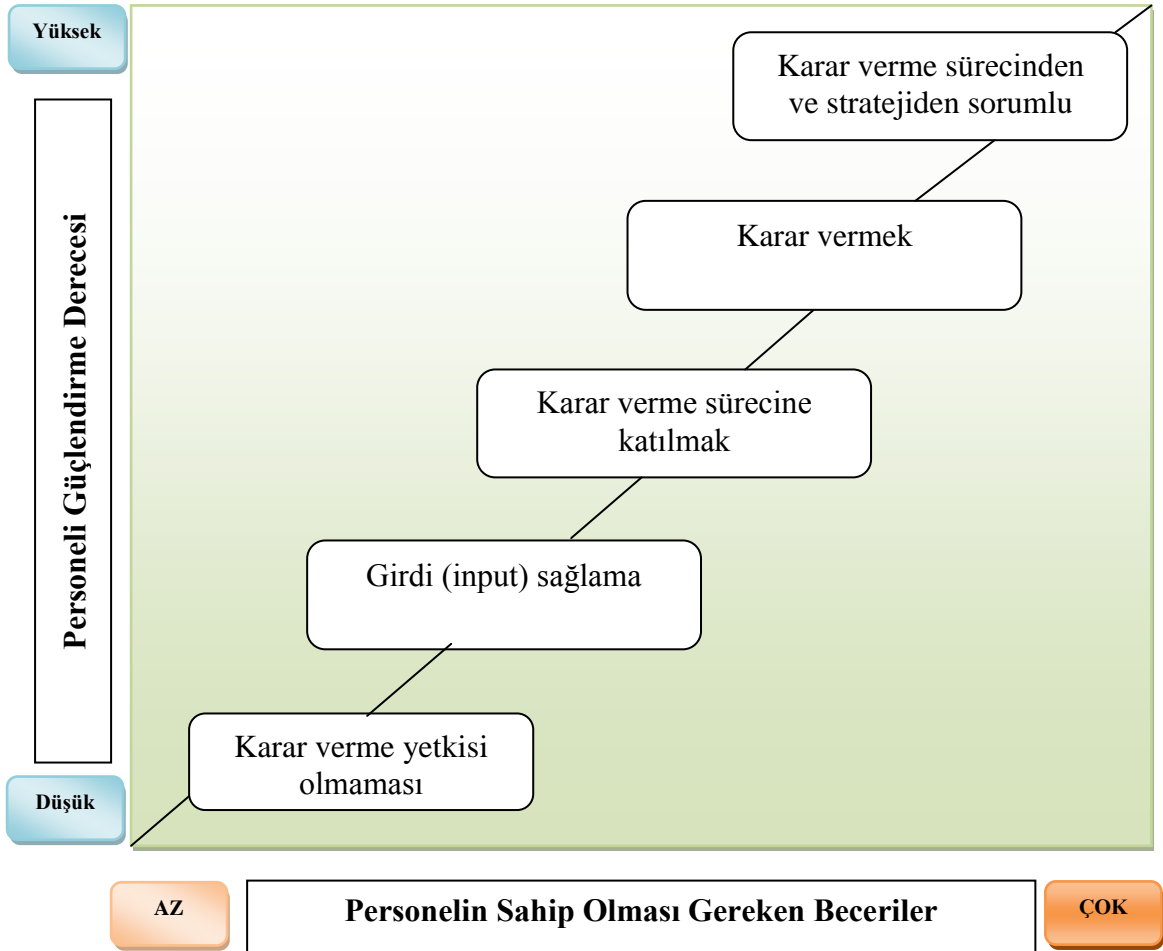 Yüksek
Karar verme sürecinden
ve stratejiden sorumlu
Personeli Güçlendirme Derecesi
Karar vermek
Karar verme sürecine
katılmak
Girdi (input) sağlama
Karar verme yetkisi
olmaması
Düşük
AZ
Personelin Sahip Olması Gereken Beceriler
ÇOK